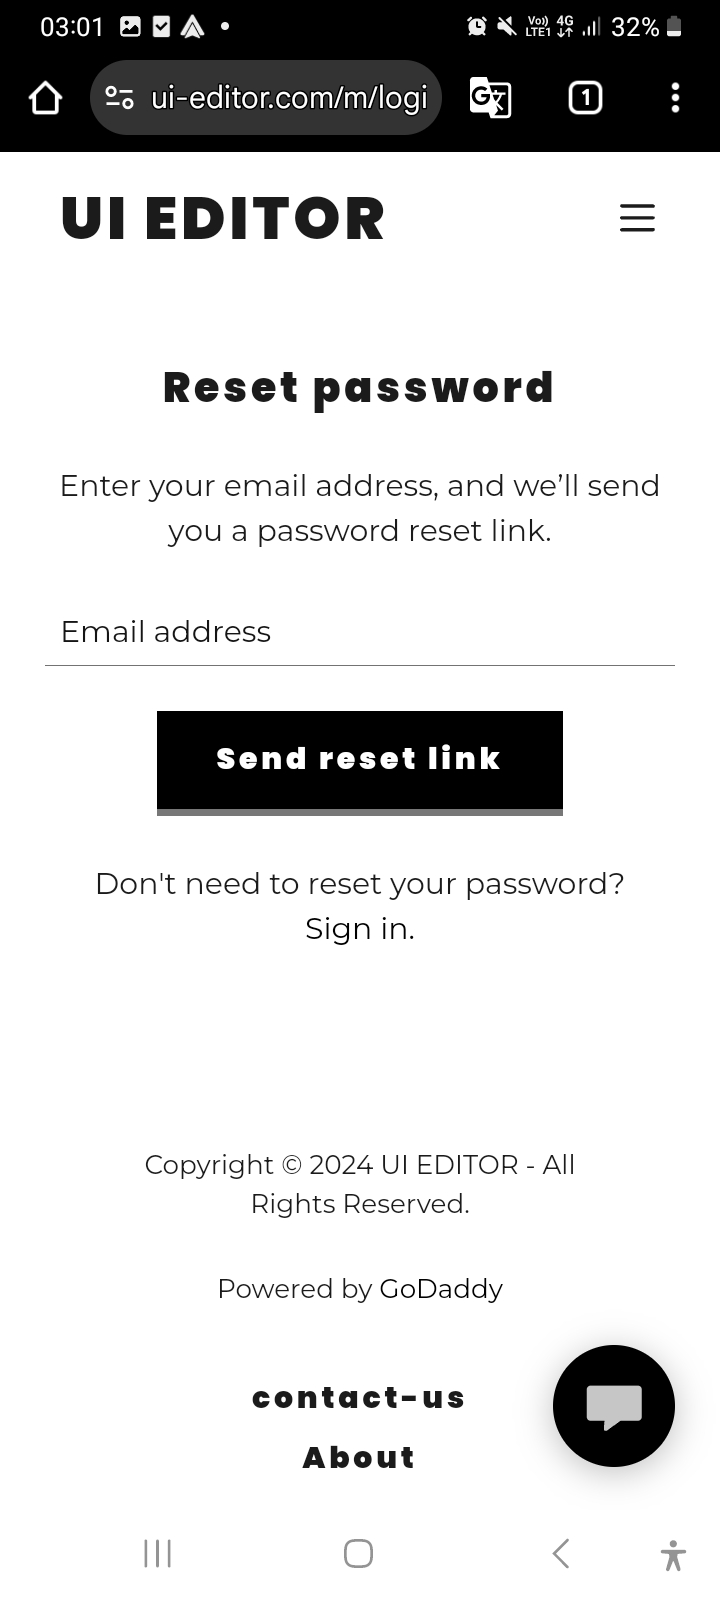 03:01
Vo)) 4G 32%
LTE1
ui-editor.com/m/logi
1
UI EDITOR
Reset password
Enter your email address, and we’ll send
you a password reset link.
Email address
Send reset link
Don't need to reset your password?
Sign in.
Copyright © 2024 UI EDITOR - All
Rights Reserved.
Powered by GoDaddy
contact-us
About